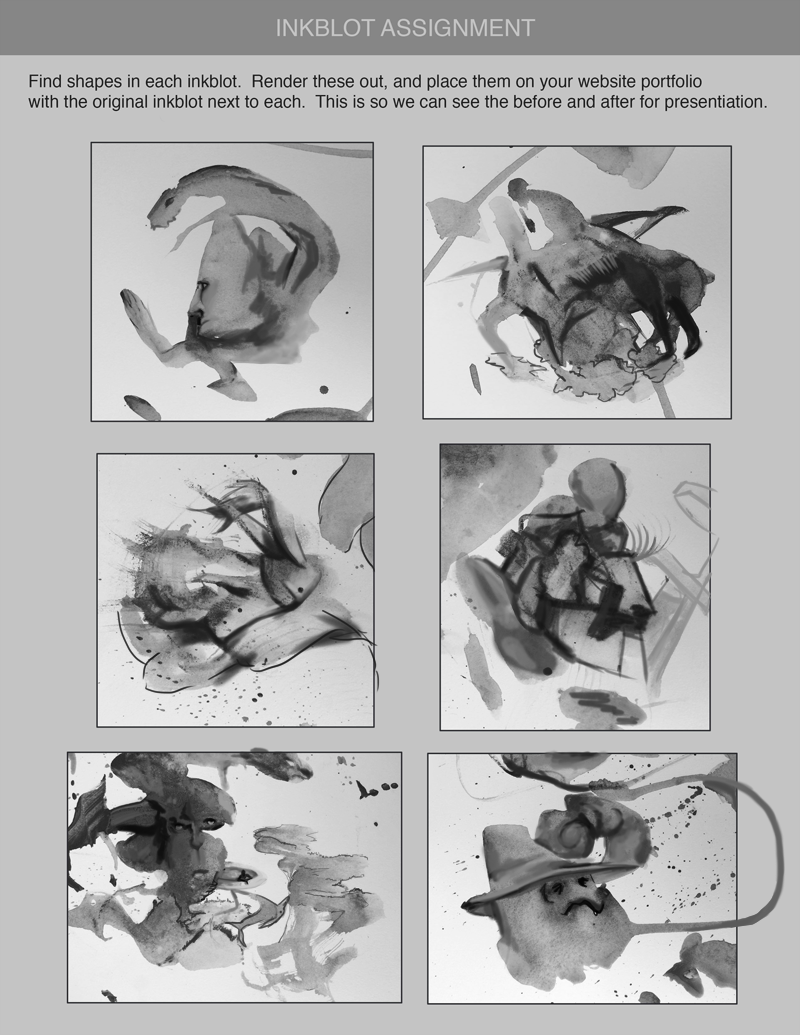 INKBLOT ASSIGNMENT
Find shapes in each inkblot.  Render these out, and place them on your website portfolio
with the original inkblot next to each.  This is so we can see the before and after for presentiation.